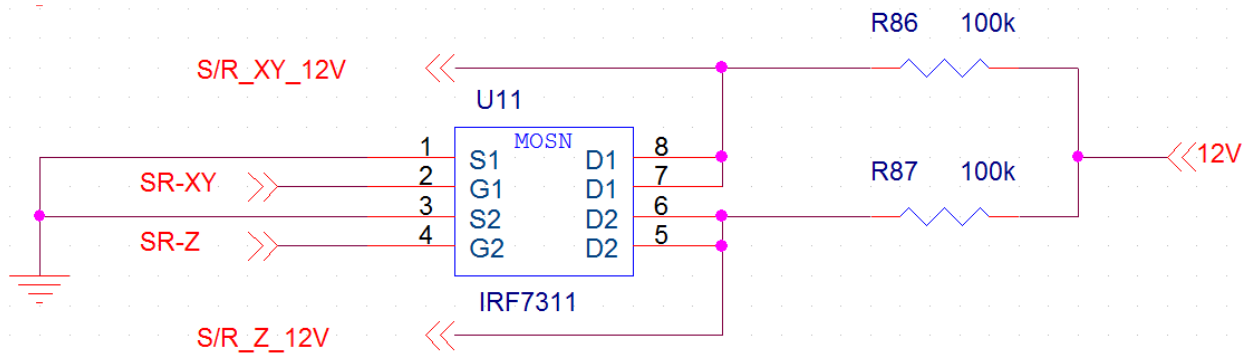 R86 100k
S/R_XY_12V
U11
MOSN
1 S1 D1 8
SR-XY 2 G1 D1 7
3 S2 D2 6
SR-Z 4 G2 D2 5
12V
R87 100k
IRF7311
S/R_Z_12V